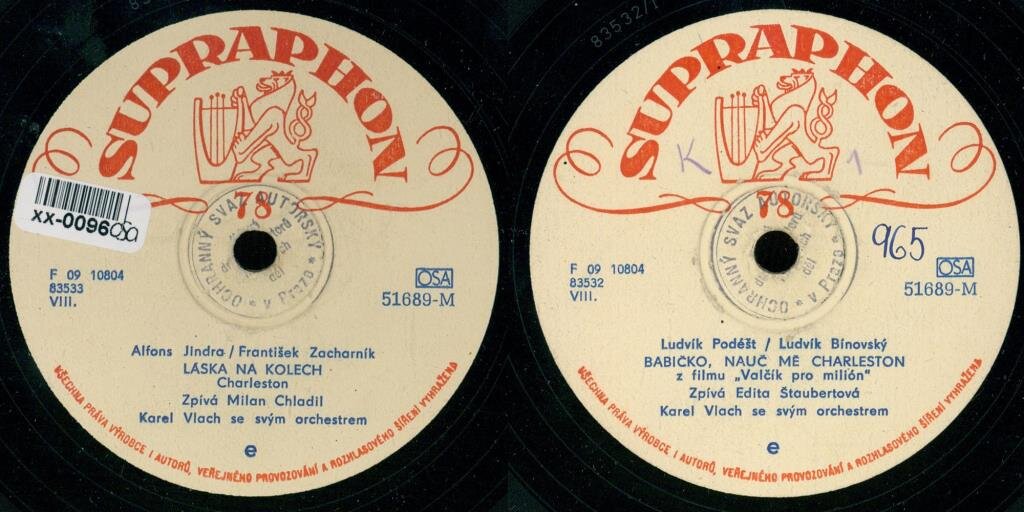 SUPRAPHON
78
OCHRANNÝ SVAZ AUTORSKÝ
v Praze
XX-0096
F 09 10804
83533
VIII.
OSA
51689-M
Alfons Jindra / František Zacharník
LÁSKA NA KOLECH
Charleston
Zpívá Milan Chladil
Karel Vlach se svým orchestrem
e
VŠECHNA PRÁVA VÝROBCE I AUTORŮ, VEŘEJNÉHO PROVOZOVÁNÍ A ROZHLASOVÉHO ŠÍŘENÍ VYHRAŽENA
83532/1
SUPRAPHON
K 1
78
OCHRANNÝ SVAZ AUTORSKÝ
v Praze
965
F 09 10804
83532
VIII.
OSA
51689-M
Ludvík Podéšt / Ludvík Bínovský
BABIČKO, NAUČ MĚ CHARLESTON
z filmu „Valčík pro milión"
Zpívá Edita Štaubertová
Karel Vlach se svým orchestrem
e
VŠECHNA PRÁVA VÝROBCE I AUTORŮ, VEŘEJNÉHO PROVOZOVÁNÍ A ROZHLASOVÉHO ŠÍŘENÍ VYHRAŽENA